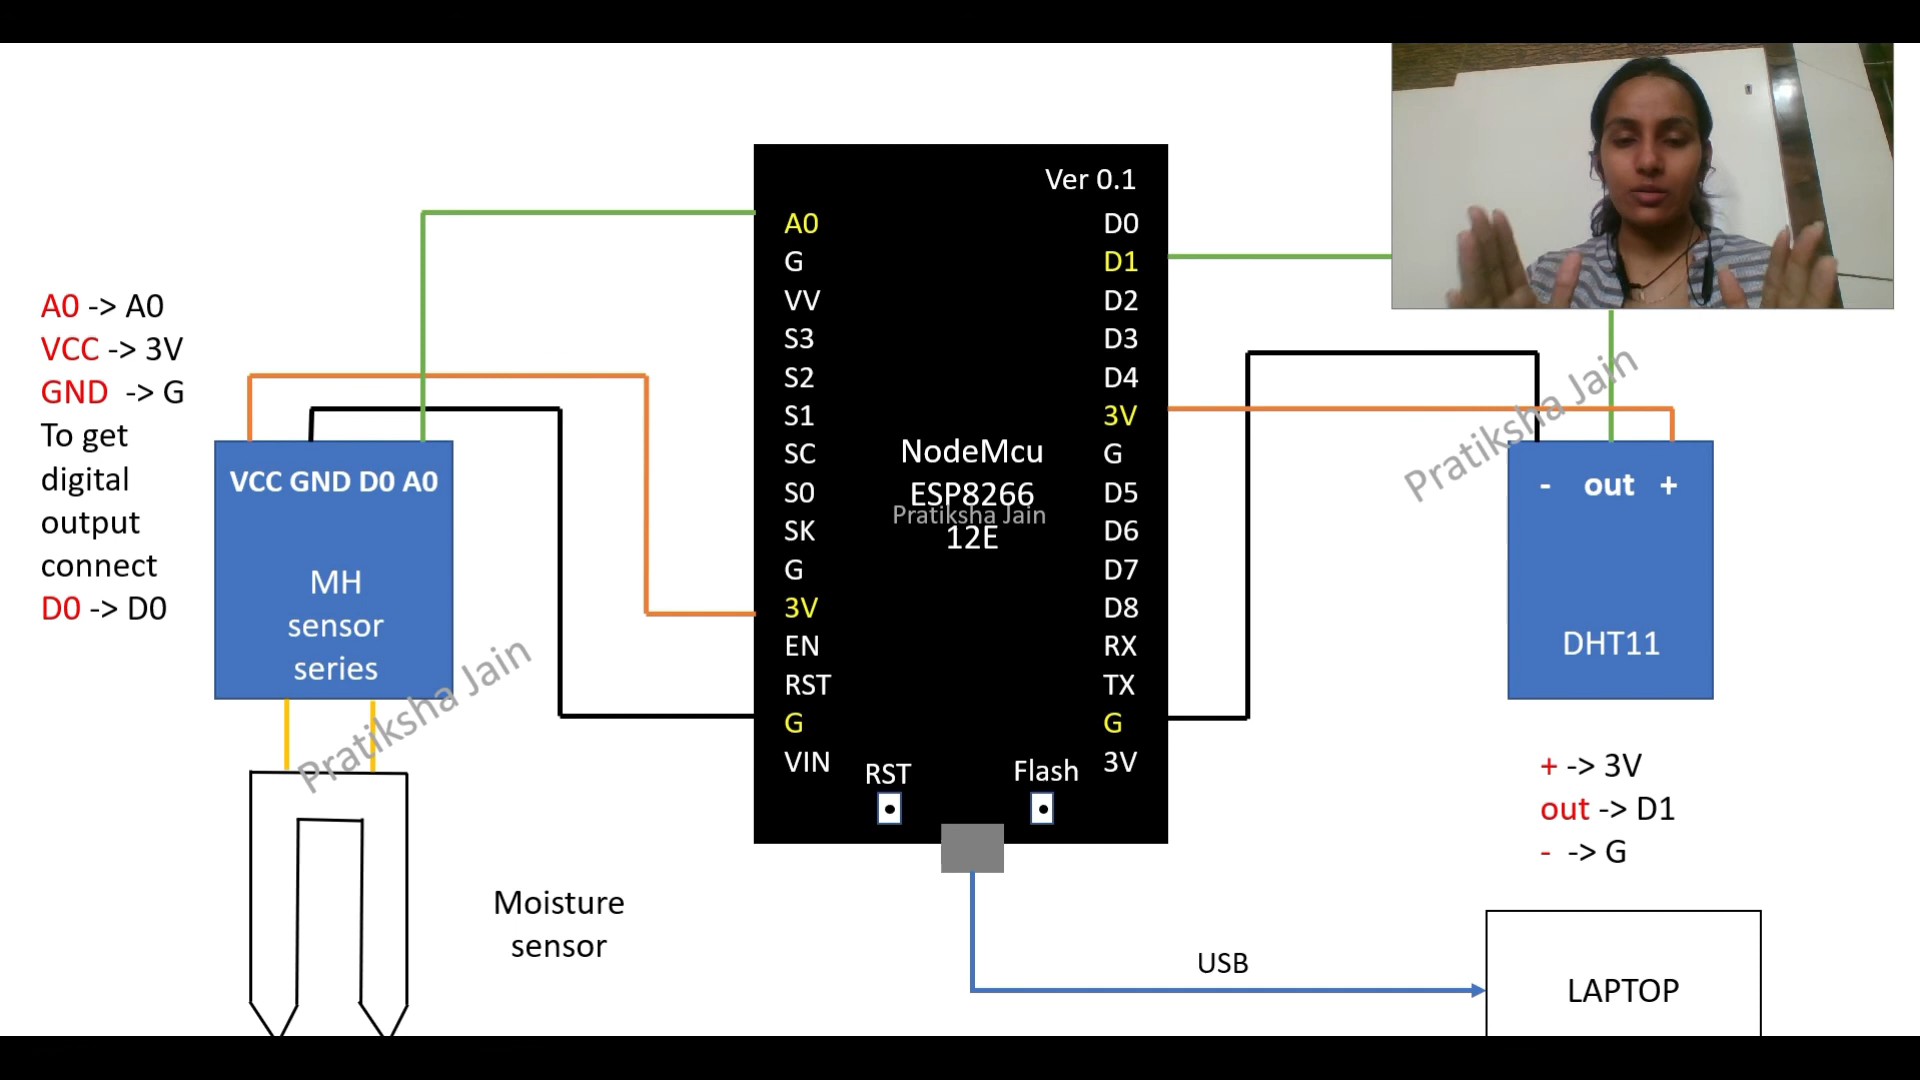 Ver 0.1
A0
G
VV
S3
S2
S1
SC
S0
SK
G
3V
EN
RST
G
VIN
D0
D1
D2
D3
D4
3V
G
D5
D6
D7
D8
RX
TX
G
3V
NodeMcu
ESP8266
Pratiksha Jain
12E
RST
Flash
A0 -> A0
VCC -> 3V
GND -> G
To get
digital
output
connect
D0 -> D0
VCC GND D0 A0
MH
sensor
series
Pratiksha Jain
Moisture
sensor
Pratiksha Jain
- out +
DHT11
+ -> 3V
out -> D1
- -> G
USB
LAPTOP